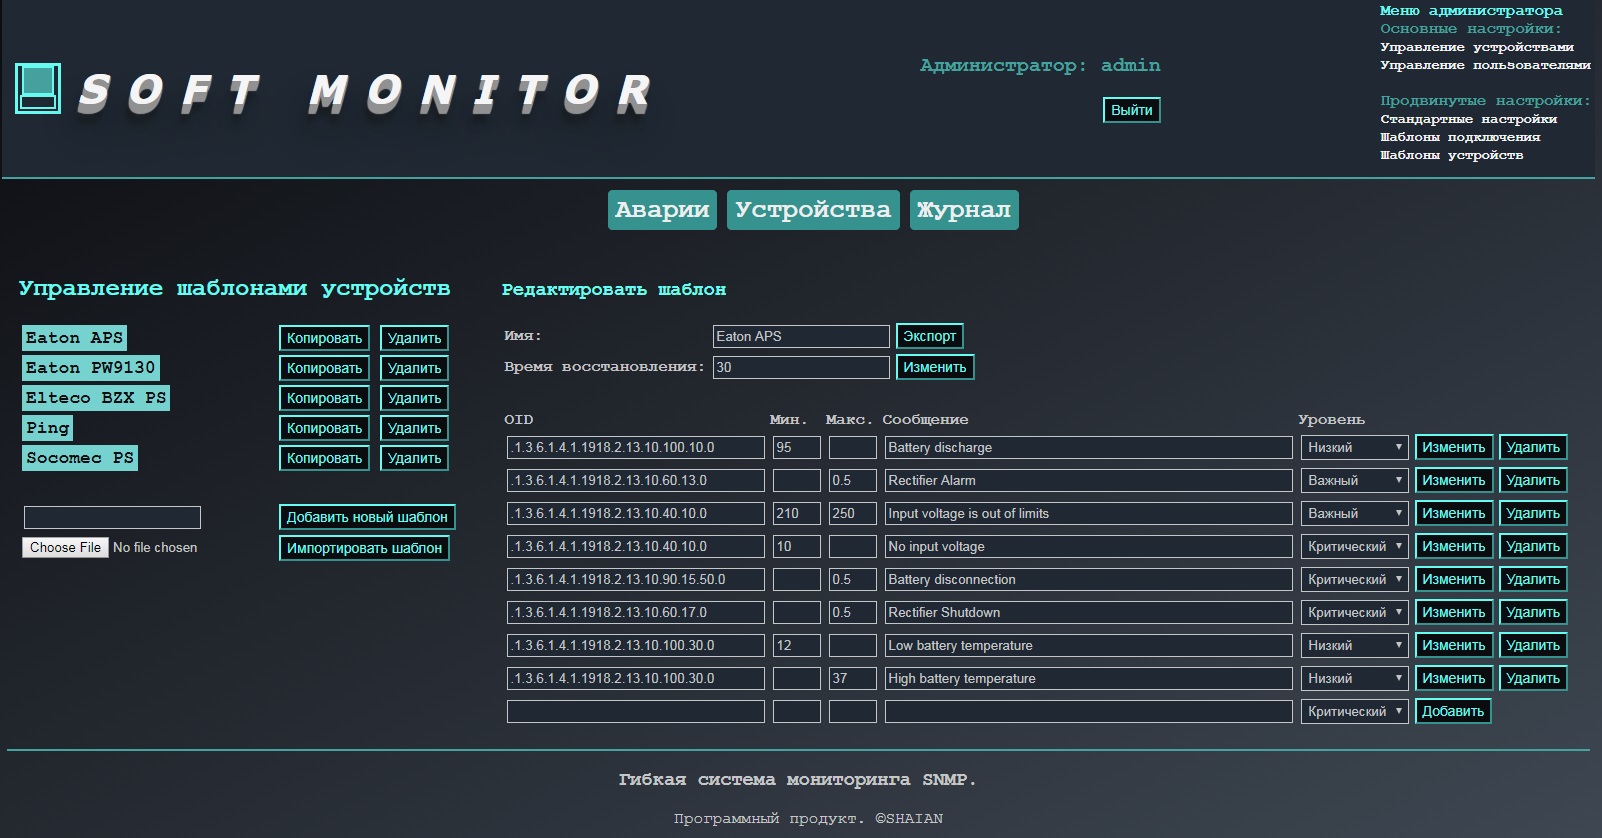 SOFT MONITOR
Администратор: admin
Выйти
Меню администратора
Основные настройки:
Управление устройствами
Управление пользователями
Продвинутые настройки:
Стандартные настройки
Шаблоны подключения
Шаблоны устройств
Аварии Устройства Журнал
Управление шаблонами устройств
Eaton APS Копировать Удалить
Eaton PW9130 Копировать Удалить
Elteco BZX PS Копировать Удалить
Ping Копировать Удалить
Socomec PS Копировать Удалить
Добавить новый шаблон
Choose File No file chosen Импортировать шаблон
Редактировать шаблон
Имя: Eaton APS Экспорт
Время восстановления: 30 Изменить
OID Мин. Макс. Сообщение Уровень
.1.3.6.1.4.1.1918.2.13.10.100.10.0 95 Battery discharge Низкий Изменить Удалить
.1.3.6.1.4.1.1918.2.13.10.60.13.0 0.5 Rectifier Alarm Важный Изменить Удалить
.1.3.6.1.4.1.1918.2.13.10.40.10.0 210 250 Input voltage is out of limits Важный Изменить Удалить
.1.3.6.1.4.1.1918.2.13.10.40.10.0 10 No input voltage Критический Изменить Удалить
.1.3.6.1.4.1.1918.2.13.10.90.15.50.0 0.5 Battery disconnection Критический Изменить Удалить
.1.3.6.1.4.1.1918.2.13.10.60.17.0 0.5 Rectifier Shutdown Критический Изменить Удалить
.1.3.6.1.4.1.1918.2.13.10.100.30.0 12 Low battery temperature Низкий Изменить Удалить
.1.3.6.1.4.1.1918.2.13.10.100.30.0 37 High battery temperature Низкий Изменить Удалить
Критический Добавить
Гибкая система мониторинга SNMP.
Программный продукт. ©SHAIAN